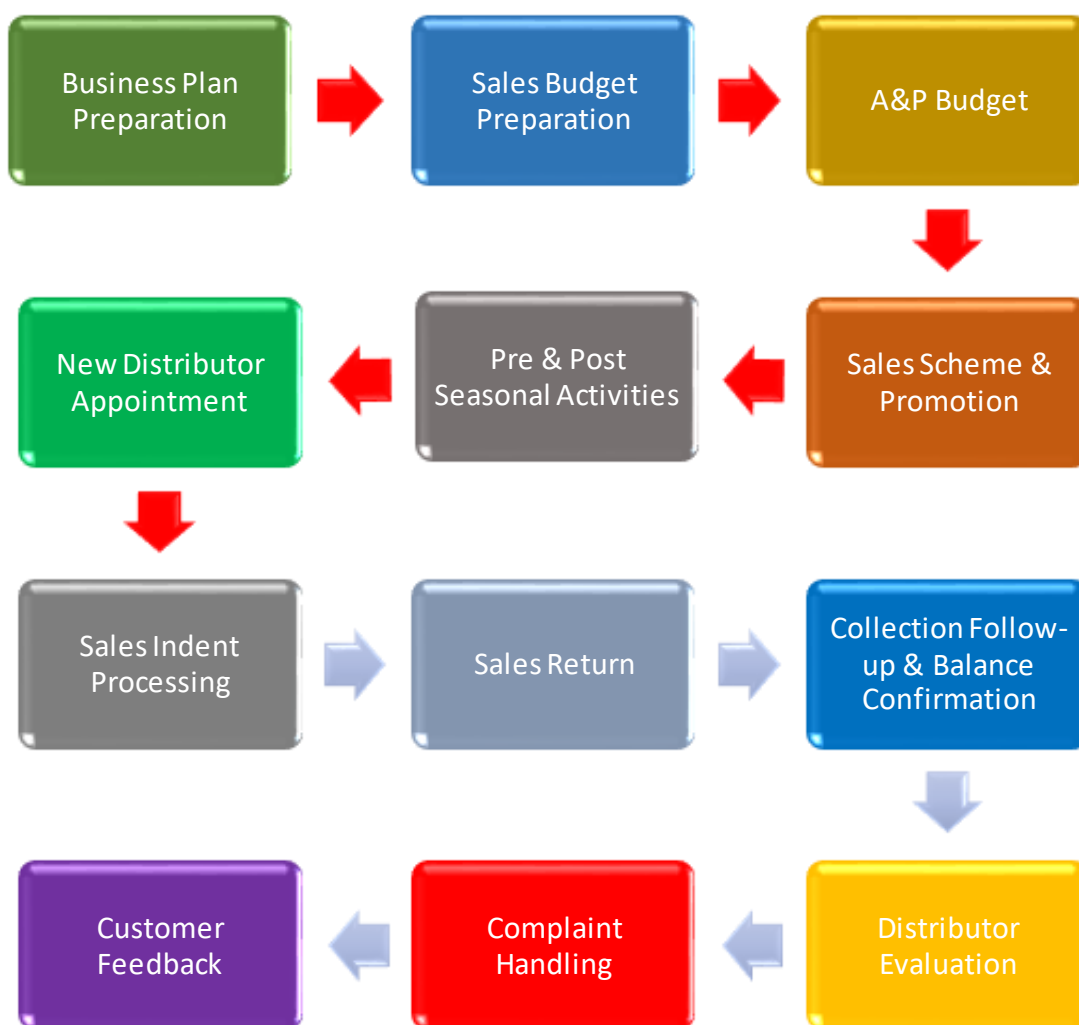 Business Plan
Preparation
Sales Budget
Preparation
A&P Budget
New Distributor
Appointment
Pre & Post
Seasonal Activities
Sales Scheme &
Promotion
Sales Indent
Processing
Sales Return
Collection Follow-
up & Balance
Confirmation
Customer
Feedback
Complaint
Handling
Distributor
Evaluation